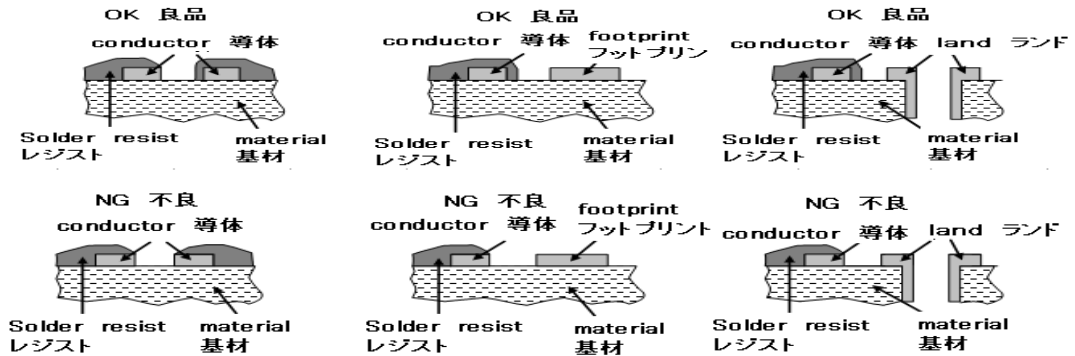 OK 良品
conductor 導体
Solder resist
レジスト
material
基材
OK 良品
conductor 導体
footprint
フットプリン
Solder resist
レジスト
material
基材
OK 良品
conductor 導体 land ランド
Solder resist
レジスト
material
基材
NG 不良
conductor 導体
Solder resist
レジスト
material
基材
NG 不良
conductor 導体
footprint
フットプリント
Solder resist
レジスト
material
基材
NG 不良
conductor 導体 land ランド
Solder resist
レジスト
material
基材